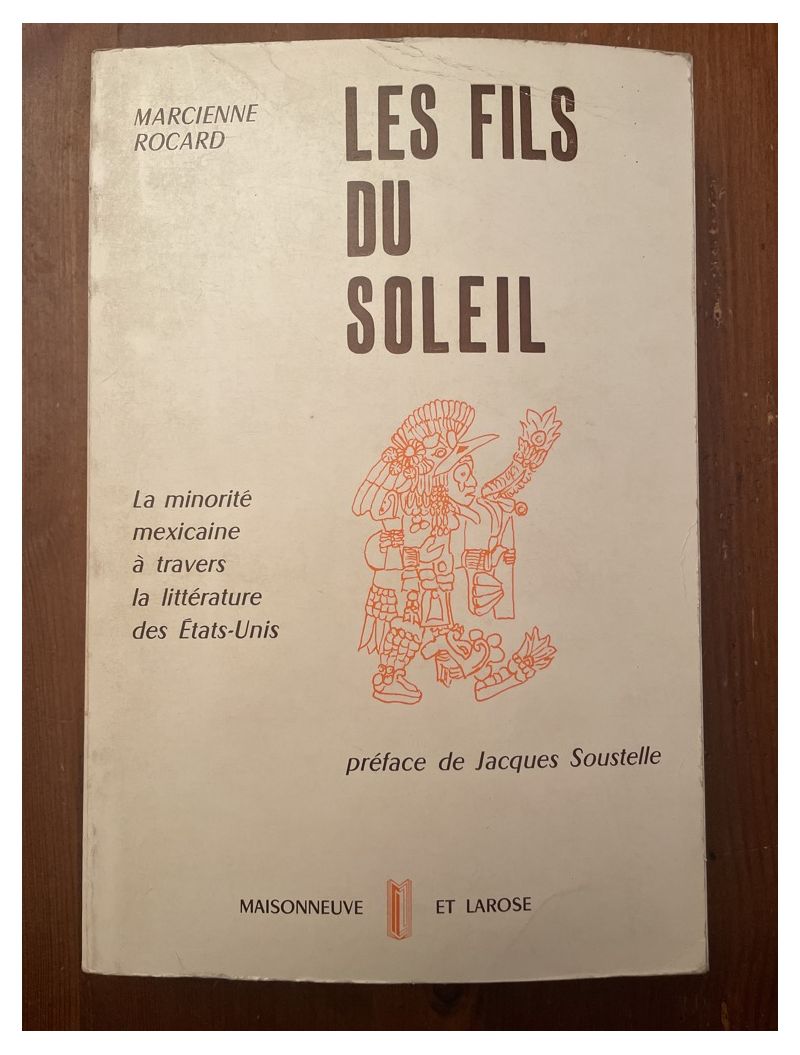 MARCIENNE
ROCARD
LES FILS
DU
SOLEIL
La minorité
mexicaine
à travers
la littérature
des États-Unis
préface de Jacques Soustelle
MAISONNEUVE ET LAROSE